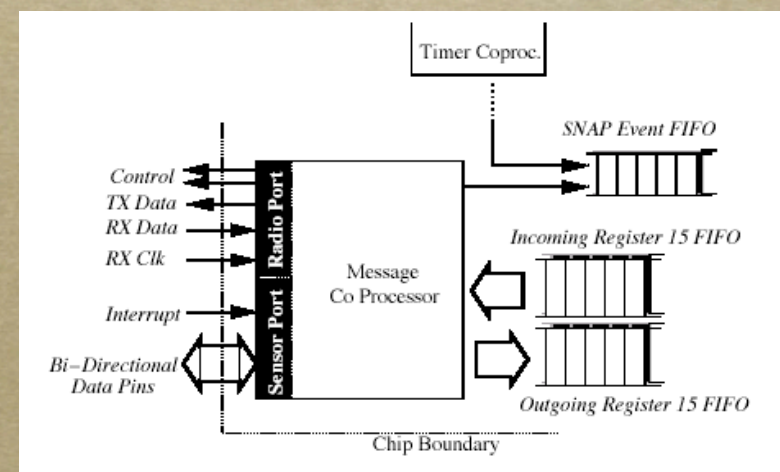 Timer Coproc.
SNAP Event FIFO
Control
TX Data
RX Data
RX Clk
Interrupt
Bi-Directional
Data Pins
Radio Port
Sensor Port
Message
Co Processor
Incoming Register 15 FIFO
Outgoing Register 15 FIFO
Chip Boundary